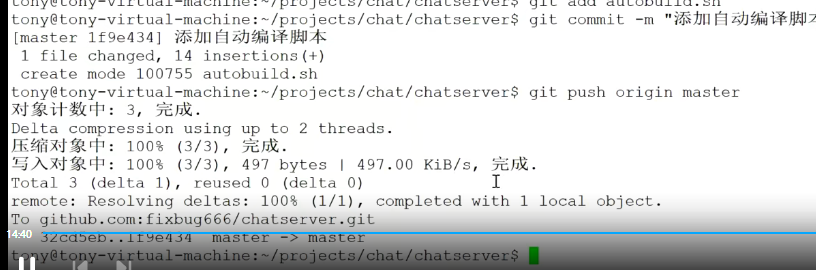 tony@tony-virtual-machine:~/projects/chat/chatserver$ git add autobuild.sh
tony@tony-virtual-machine:~/projects/chat/chatserver$ git commit -m "添加自动编译脚本
[master 1f9e434] 添加自动编译脚本
 1 file changed, 14 insertions(+)
 create mode 100755 autobuild.sh
tony@tony-virtual-machine:~/projects/chat/chatserver$ git push origin master
对象计数中: 3, 完成.
Delta compression using up to 2 threads.
压缩对象中: 100% (3/3), 完成.
写入对象中: 100% (3/3), 497 bytes | 497.00 KiB/s, 完成.
Total 3 (delta 1), reused 0 (delta 0)
remote: Resolving deltas: 100% (1/1), completed with 1 local object.
To github.com:fixbug666/chatserver.git
14:40
   32cd5eb..1f9e434  master -> master
tony@tony-virtual-machine:~/projects/chat/chatserver$